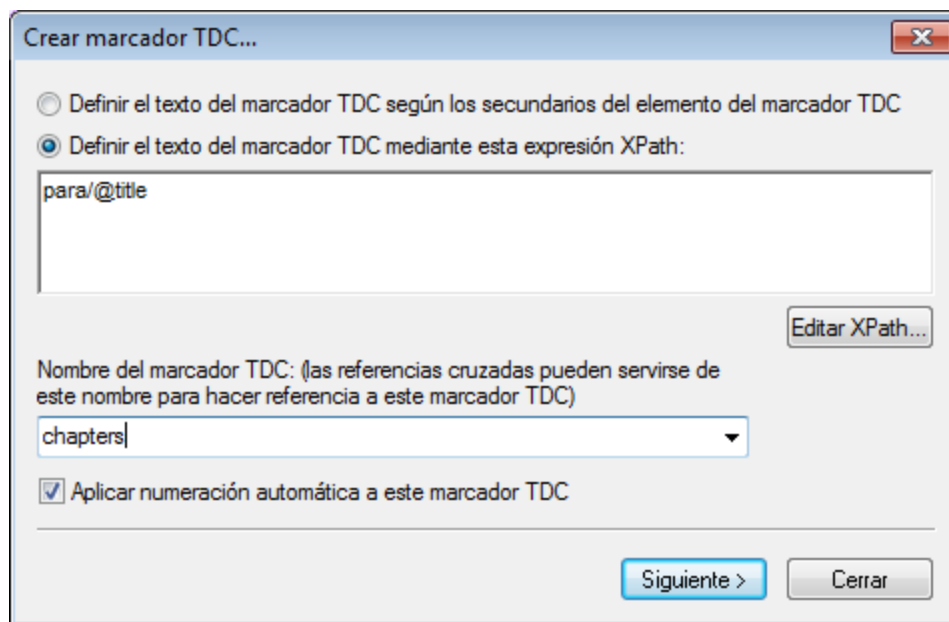 Crear marcador TDC...
Definir el texto del marcador TDC según los secundarios del elemento del marcador TDC
Definir el texto del marcador TDC mediante esta expresión XPath:
para/@title
Editar XPath...
Nombre del marcador TDC: (las referencias cruzadas pueden servirse de
este nombre para hacer referencia a este marcador TDC)
chapters
Aplicar numeración automática a este marcador TDC
Siguiente >
Cerrar